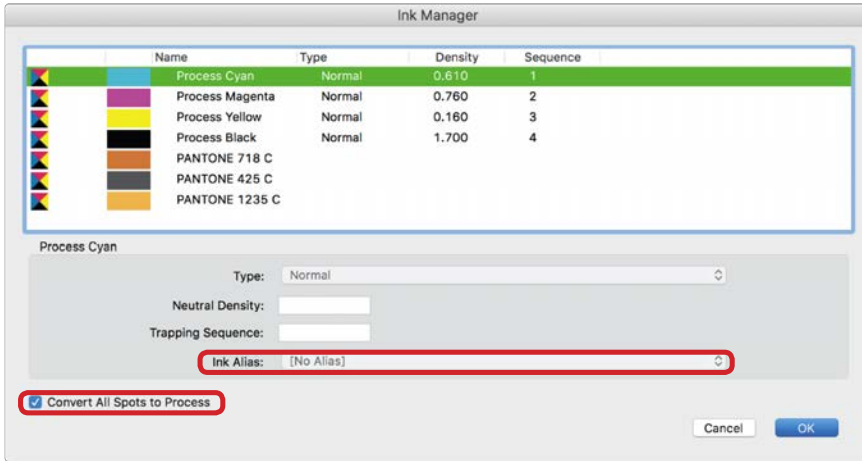 Ink Manager
Name Type Density Sequence
Process Cyan Normal 0.610 1
Process Magenta Normal 0.760 2
Process Yellow Normal 0.160 3
Process Black Normal 1.700 4
PANTONE 718 C
PANTONE 425 C
PANTONE 1235 C
Process Cyan
Type: Normal
Neutral Density:
Trapping Sequence:
Ink Alias: [No Alias]
Convert All Spots to Process
Cancel OK